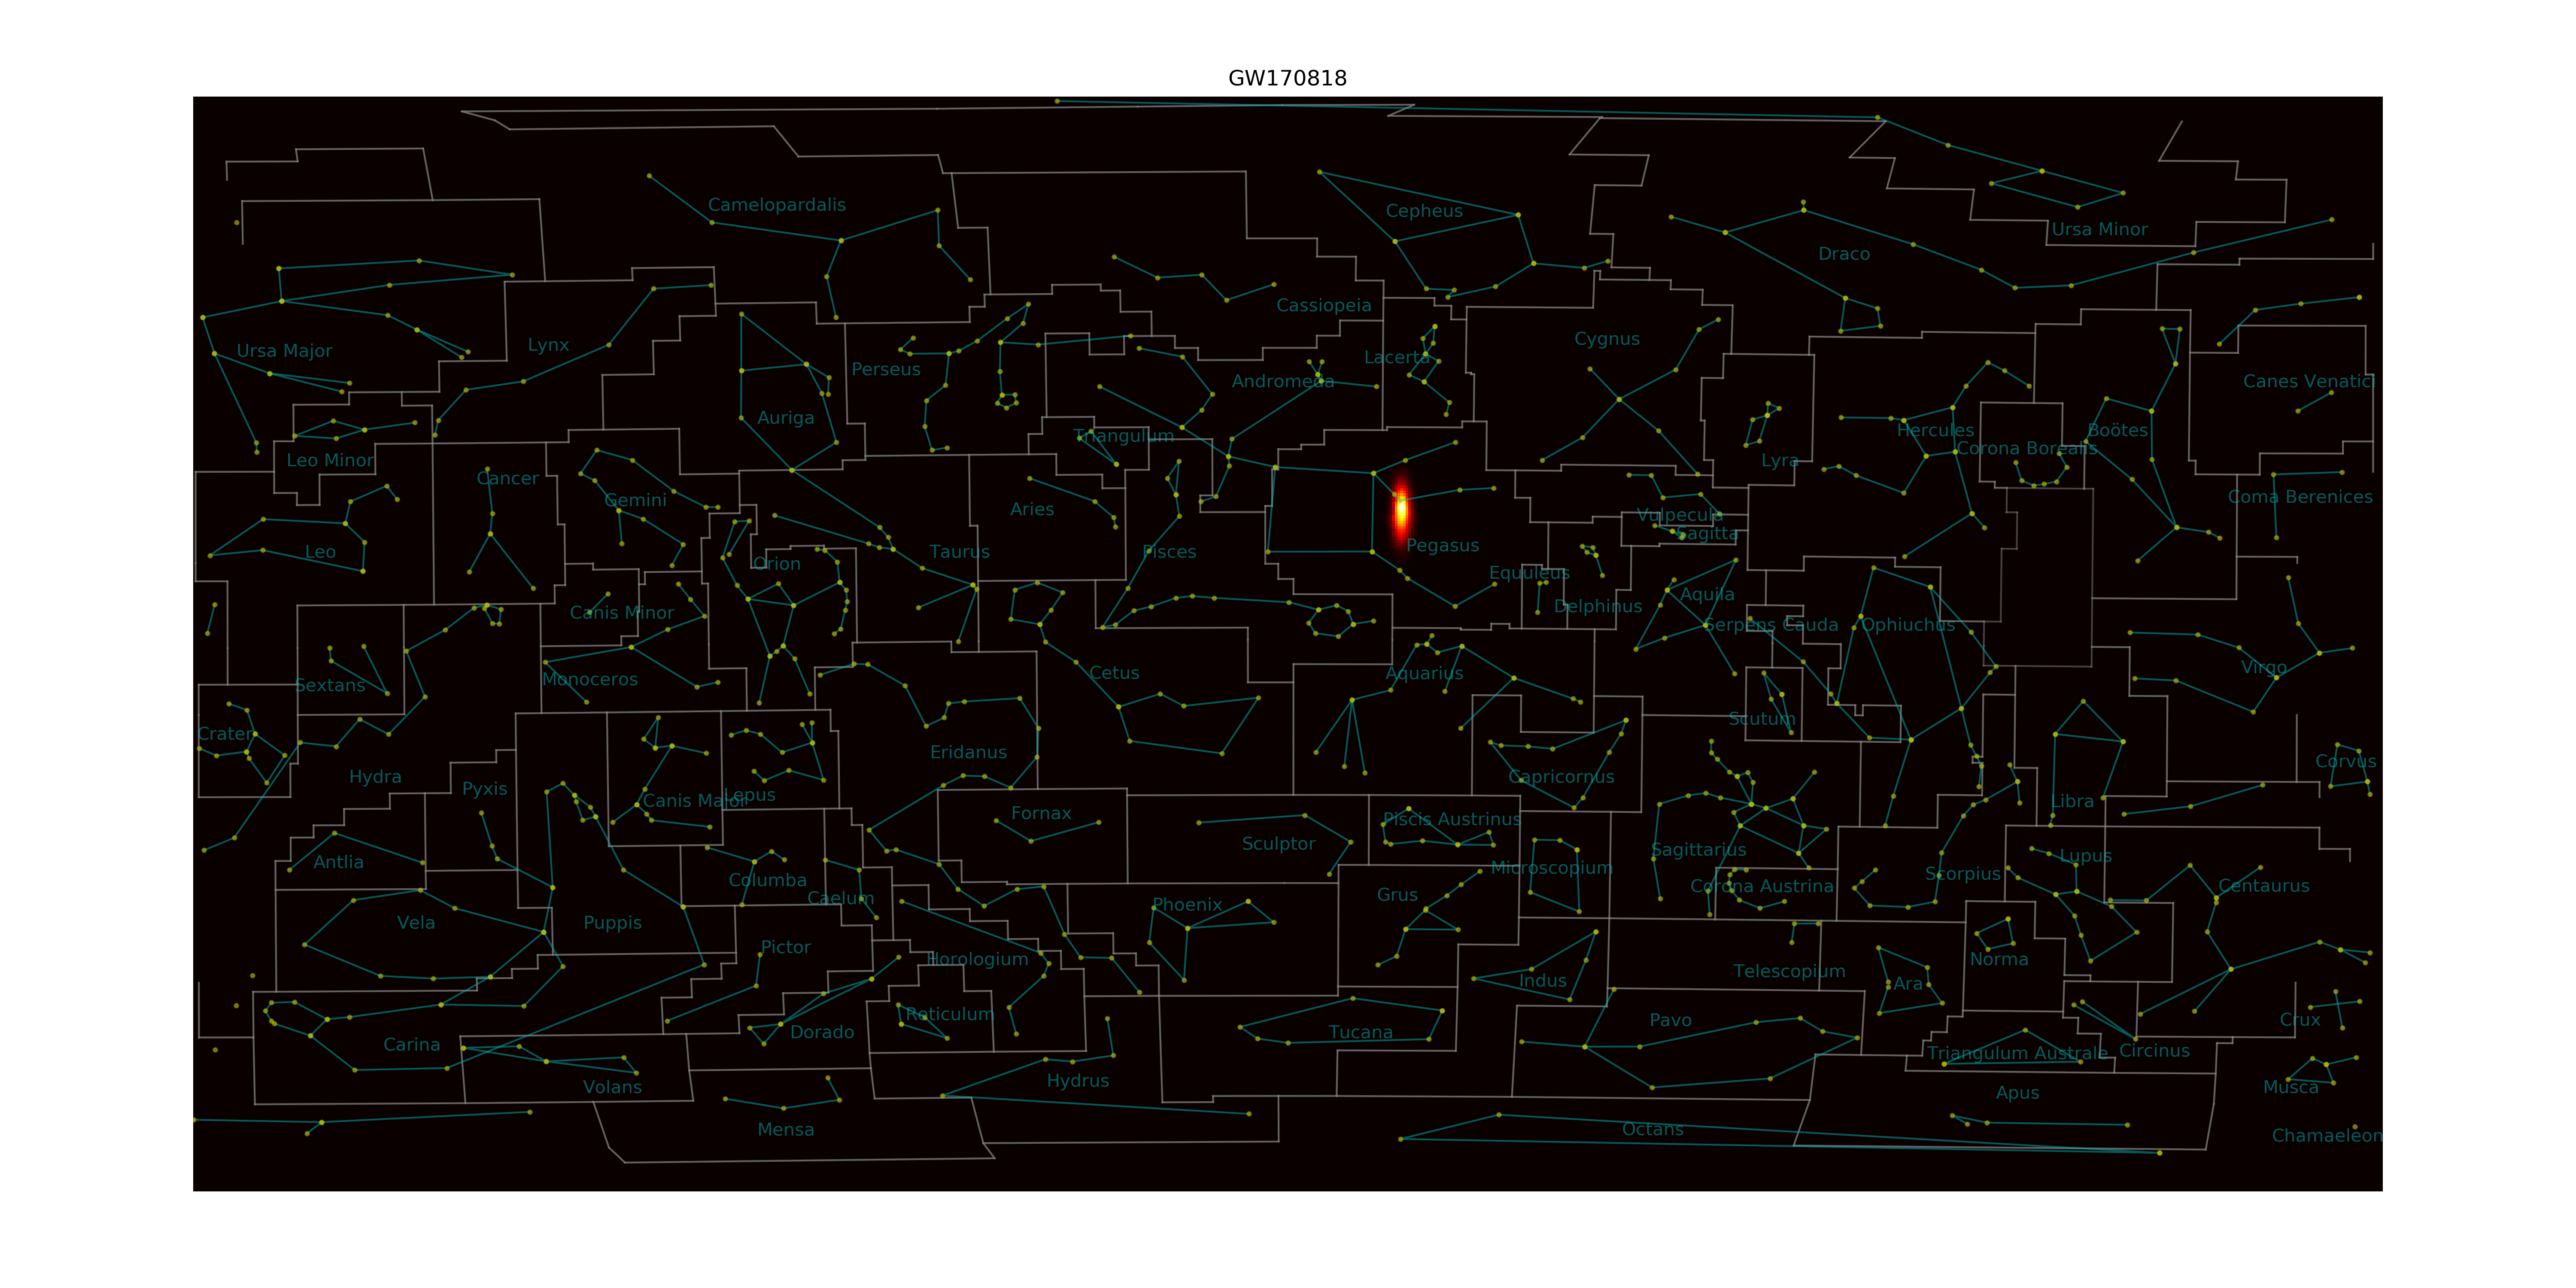 GW170818
Camelopardalis
Cepheus
Ursa Minor
Draco
Cassiopeia
Cygnus
Lynx
Ursa Major
Lacerta
Perseus
Andromeda
Canes Venatici
Auriga
Triangulum
Hercules
Boötes
Corona Borealis
Leo Minor
Lyra
Cancer
Gemini
Coma Berenices
Aries
Vulpecula
Sagitta
Leo
Taurus
Pisces
Pegasus
Orion
Equuleus
Aquila
Delphinus
Canis Minor
Serpens Cauda
Ophiuchus
Virgo
Cetus
Aquarius
Monoceros
Sextans
Scutum
Crater
Eridanus
Corvus
Hydra
Capricornus
Pyxis
Lepus
Canis Major
Libra
Fornax
Piscis Austrinus
Sculptor
Sagittarius
Lupus
Antlia
Microscopium
Scorpius
Columba
Corona Austrina
Centaurus
Grus
Caelum
Phoenix
Vela
Puppis
Pictor
Horologium
Norma
Telescopium
Indus
Ara
Reticulum
Pavo
Crux
Dorado
Tucana
Carina
Circinus
Triangulum Australe
Hydrus
Volans
Musca
Apus
Mensa
Octans
Chamaeleon